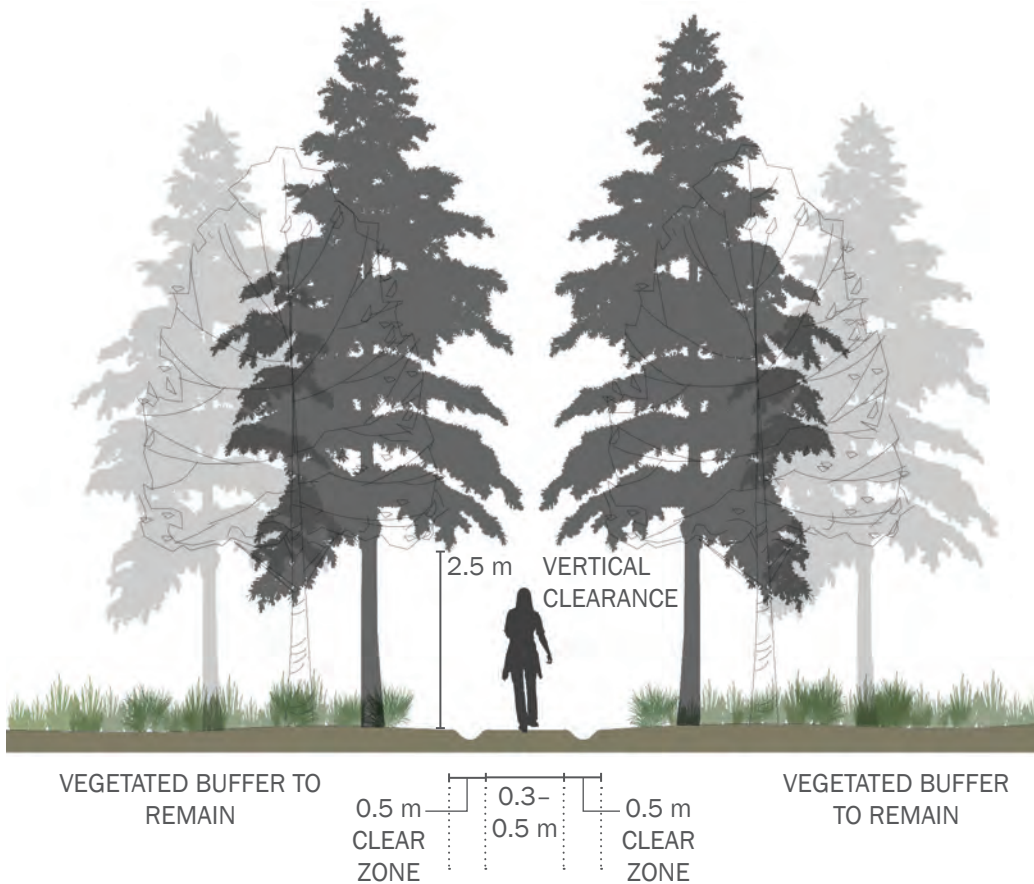 2.5 m
VERTICAL
CLEARANCE
VEGETATED BUFFER TO
REMAIN
0.5 m
CLEAR
ZONE
0.3–
0.5 m
0.5 m
CLEAR
ZONE
VEGETATED BUFFER
TO REMAIN